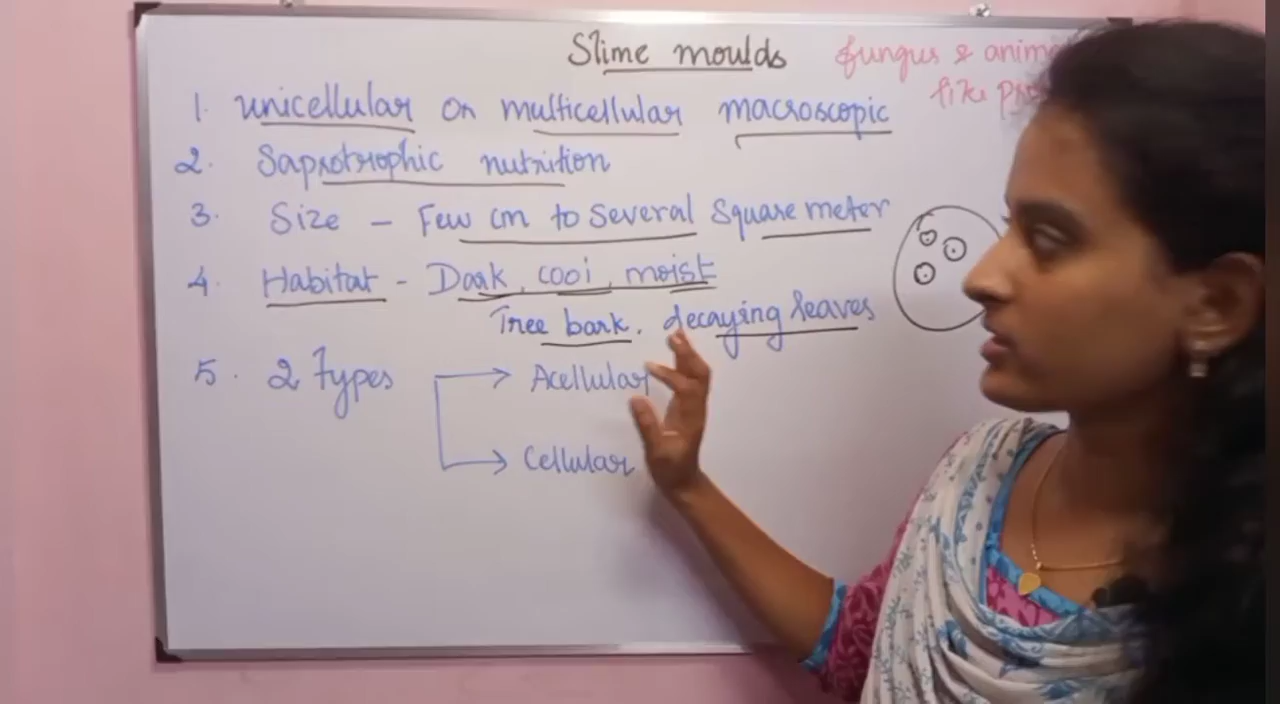 Slime moulds
fungus & anim
like pr
1. unicellular or multicellular macroscopic
2. Saprotrophic nutrition
3. Size - Few cm to several square meter
4. Habitat - Dark, cool, moist
Tree bark, decaying leaves
5. 2 types → Acellular
→ Cellular